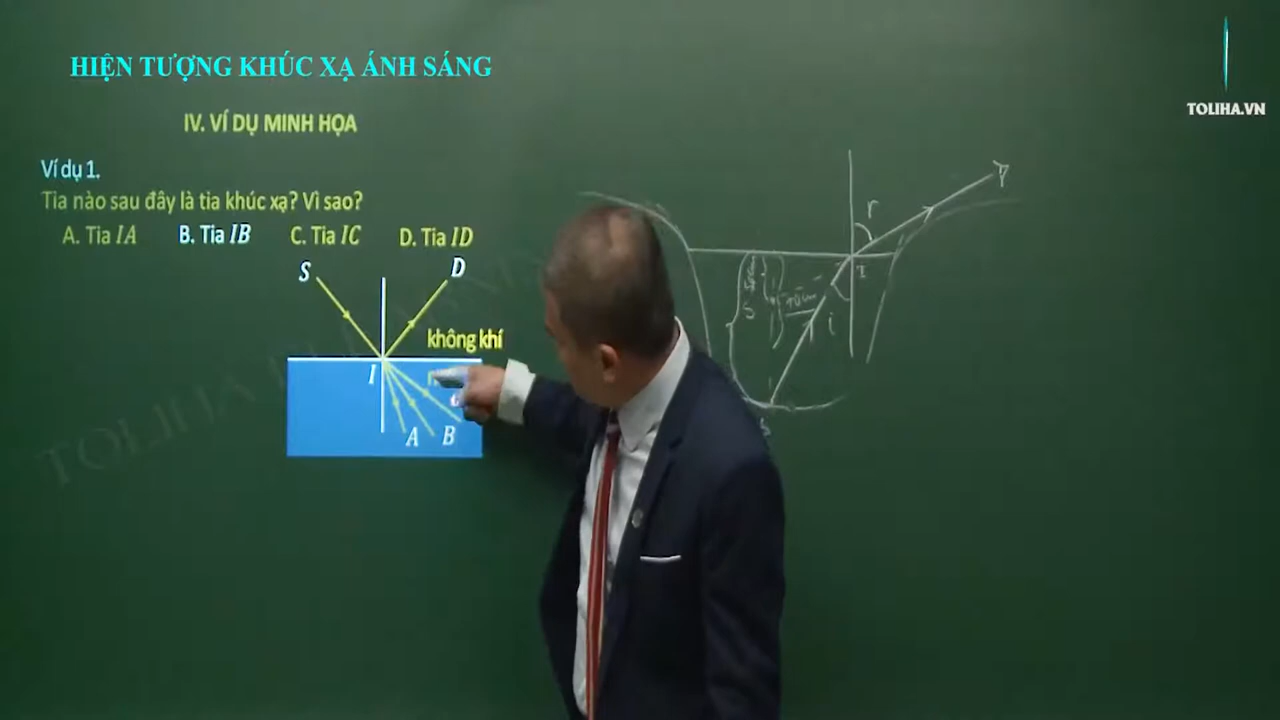 HIỆN TƯỢNG KHÚC XẠ ÁNH SÁNG
TOLIHA.VN
IV. VÍ DỤ MINH HỌA
Ví dụ 1.
Tia nào sau đây là tia khúc xạ? Vì sao?
A. Tia IA B. Tia IB C. Tia IC D. Tia ID
S D
không khí
I
A B
r
I
i
S